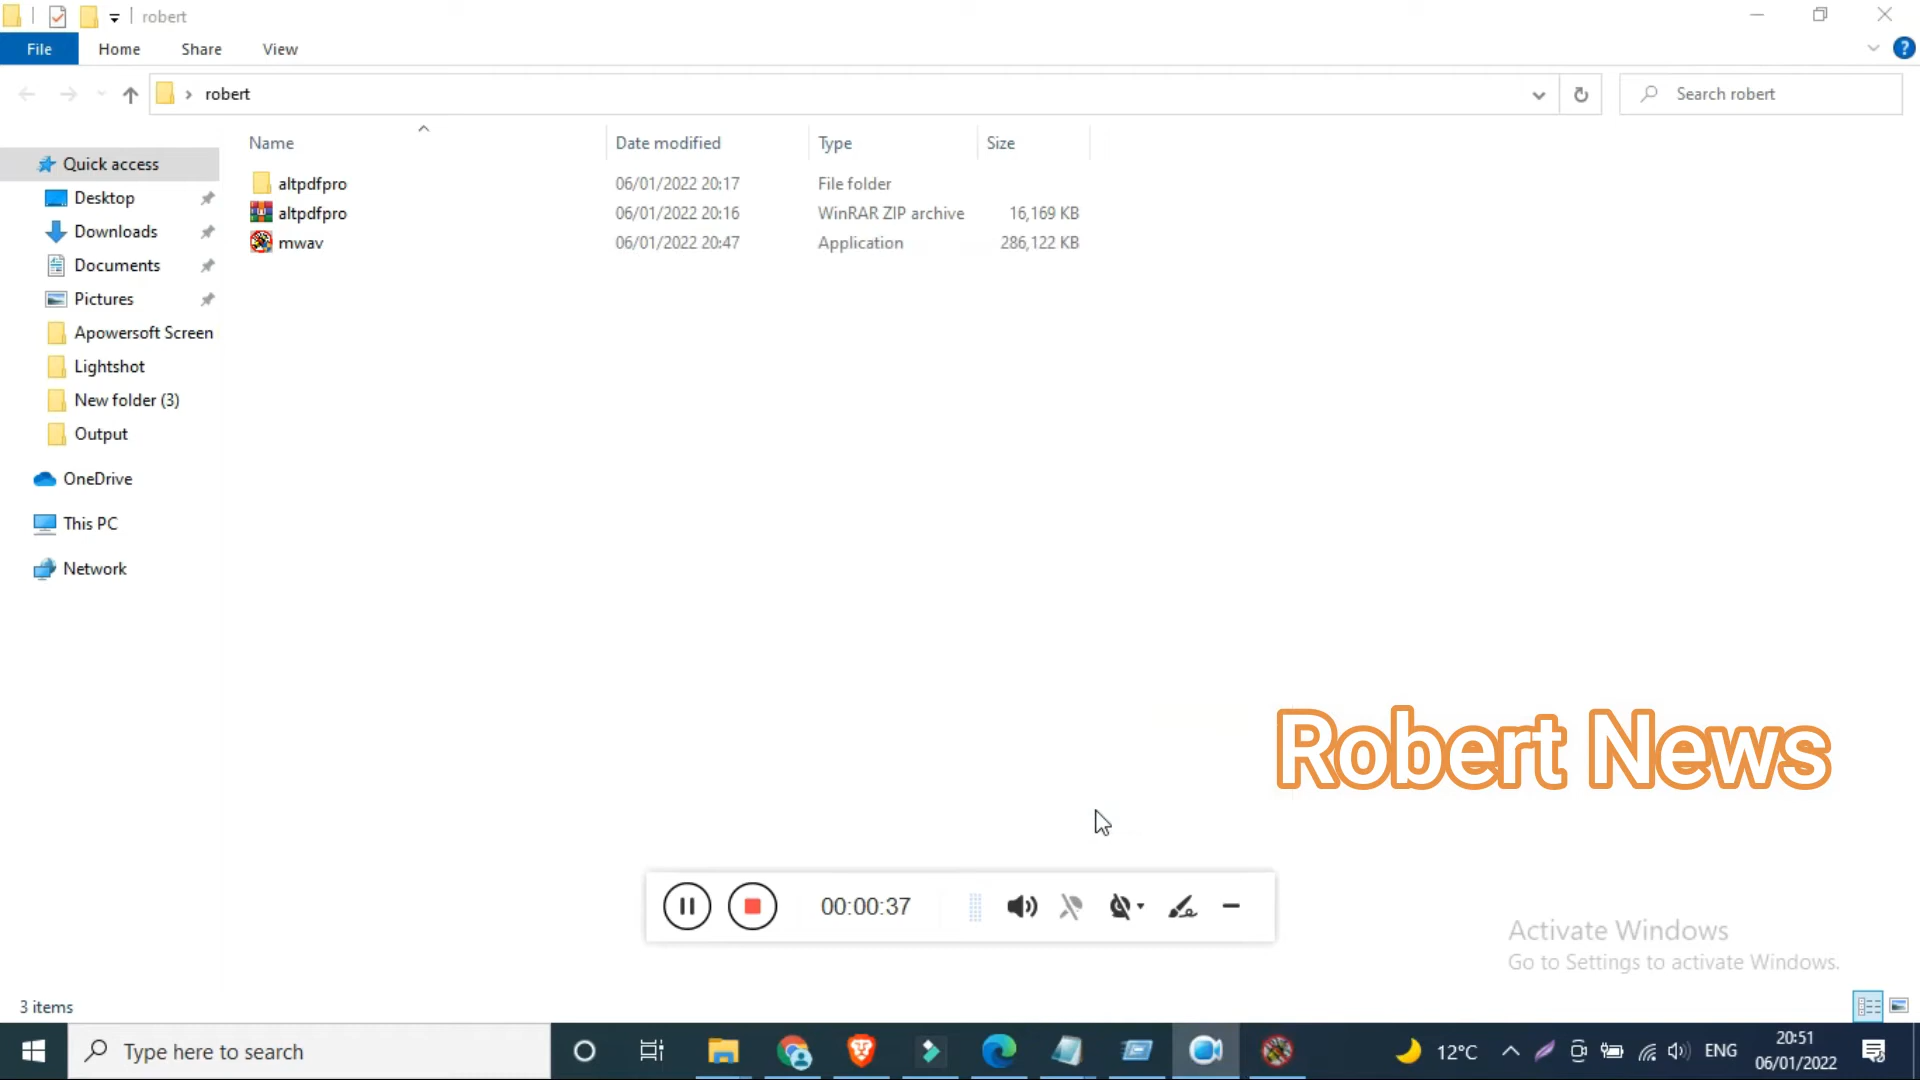 robert
File Home Share View
robert
Search robert
Name Date modified Type Size
Quick access
Desktop
Downloads
Documents
Pictures
Apowersoft Screen
Lightshot
New folder (3)
Output
OneDrive
This PC
Network
altpdfpro 06/01/2022 20:17 File folder
altpdfpro 06/01/2022 20:16 WinRAR ZIP archive 16,169 KB
mwav 06/01/2022 20:47 Application 286,122 KB
Robert News
00:00:37
Activate Windows
Go to Settings to activate Windows.
3 items
Type here to search
12°C
ENG
20:51
06/01/2022